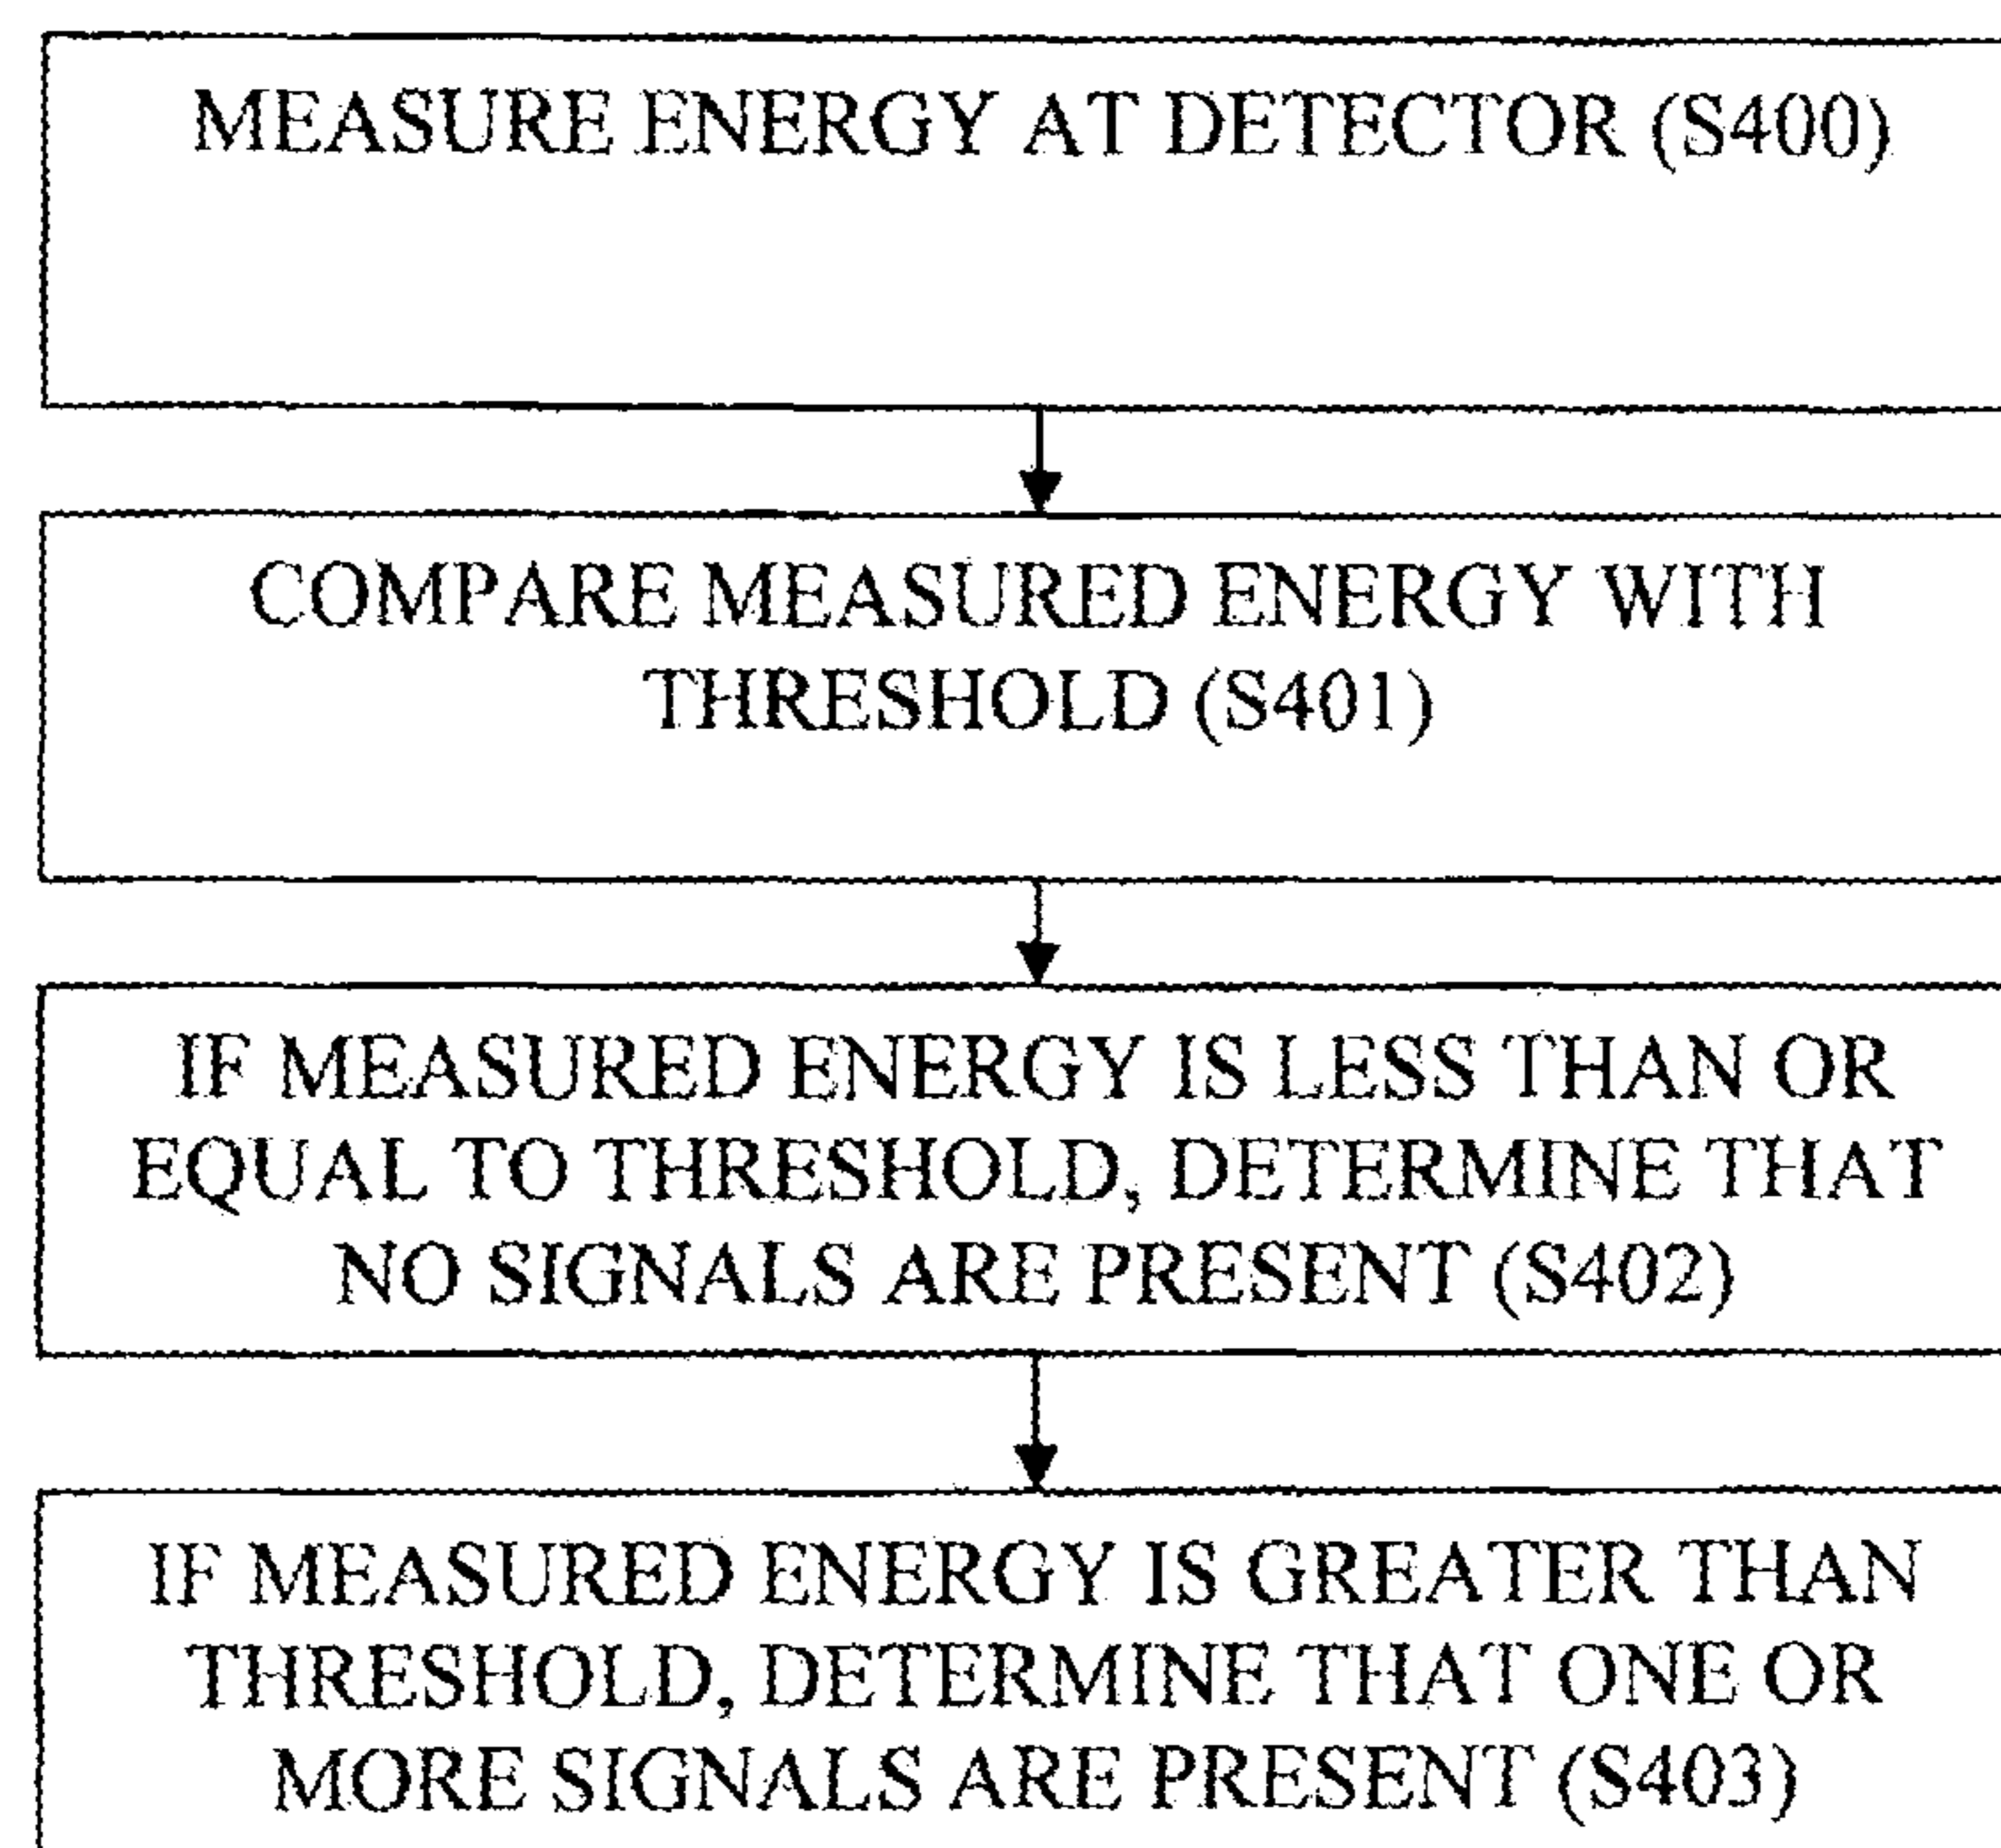 MEASURE ENERGY AT DETECTOR (S400)
COMPARE MEASURED ENERGY WITH
THRESHOLD (S401)
IF MEASURED ENERGY IS LESS THAN OR
EQUAL TO THRESHOLD, DETERMINE THAT
NO SIGNALS ARE PRESENT (S402)
IF MEASURED ENERGY IS GREATER THAN
THRESHOLD, DETERMINE THAT ONE OR
MORE SIGNALS ARE PRESENT (S403)